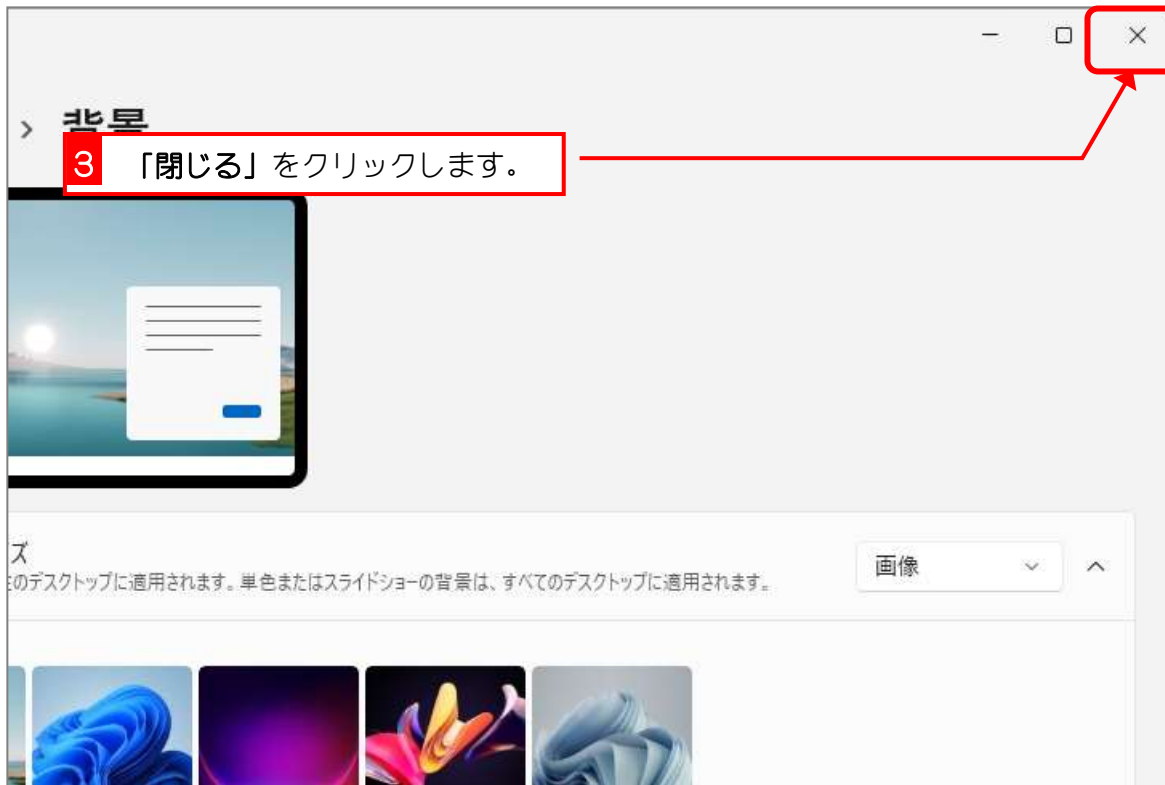 背景
3 「閉じる」をクリックします。
ズ
のデスクトップに適用されます。単色またはスライドショーの背景は、すべてのデスクトップに適用されます。
画像